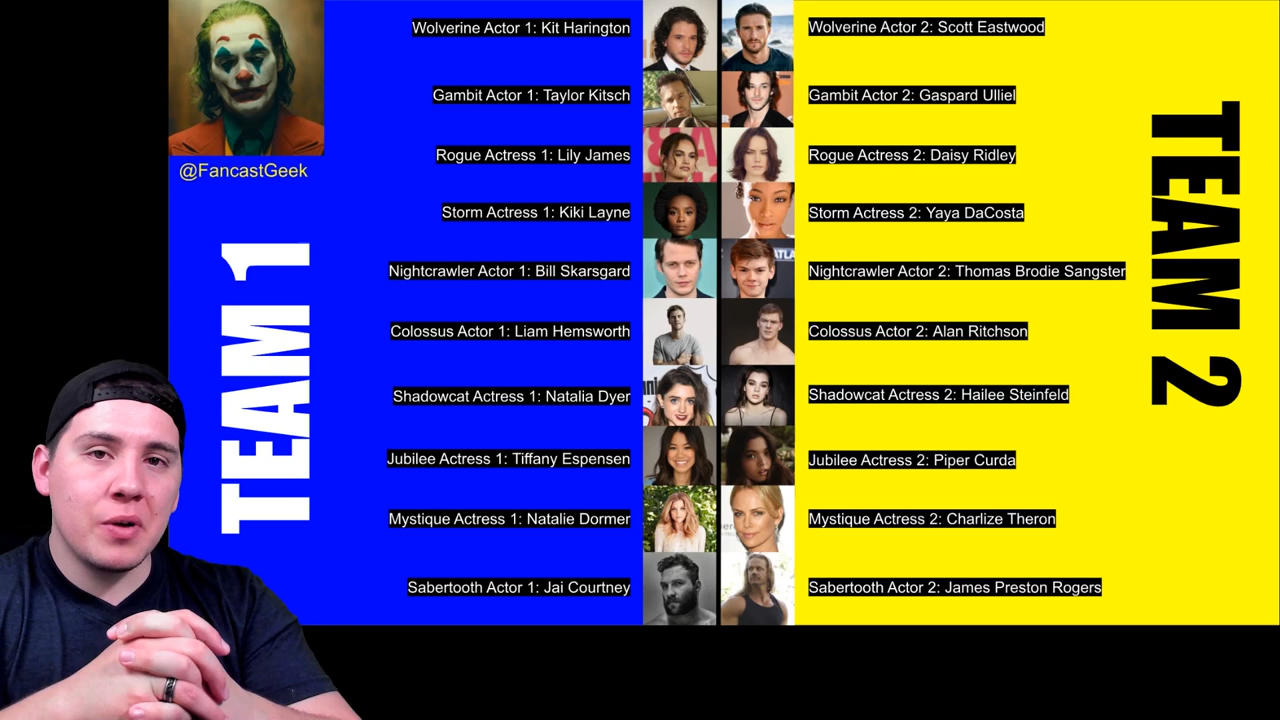 @FancastGeek
TEAM 1
Wolverine Actor 1: Kit Harington
Gambit Actor 1: Taylor Kitsch
Rogue Actress 1: Lily James
Storm Actress 1: Kiki Layne
Nightcrawler Actor 1: Bill Skarsgard
Colossus Actor 1: Liam Hemsworth
Shadowcat Actress 1: Natalia Dyer
Jubilee Actress 1: Tiffany Espensen
Mystique Actress 1: Natalie Dormer
Sabertooth Actor 1: Jai Courtney
Wolverine Actor 2: Scott Eastwood
Gambit Actor 2: Gaspard Ulliel
Rogue Actress 2: Daisy Ridley
Storm Actress 2: Yaya DaCosta
Nightcrawler Actor 2: Thomas Brodie Sangster
Colossus Actor 2: Alan Ritchson
Shadowcat Actress 2: Hailee Steinfeld
Jubilee Actress 2: Piper Curda
Mystique Actress 2: Charlize Theron
Sabertooth Actor 2: James Preston Rogers
TEAM 2